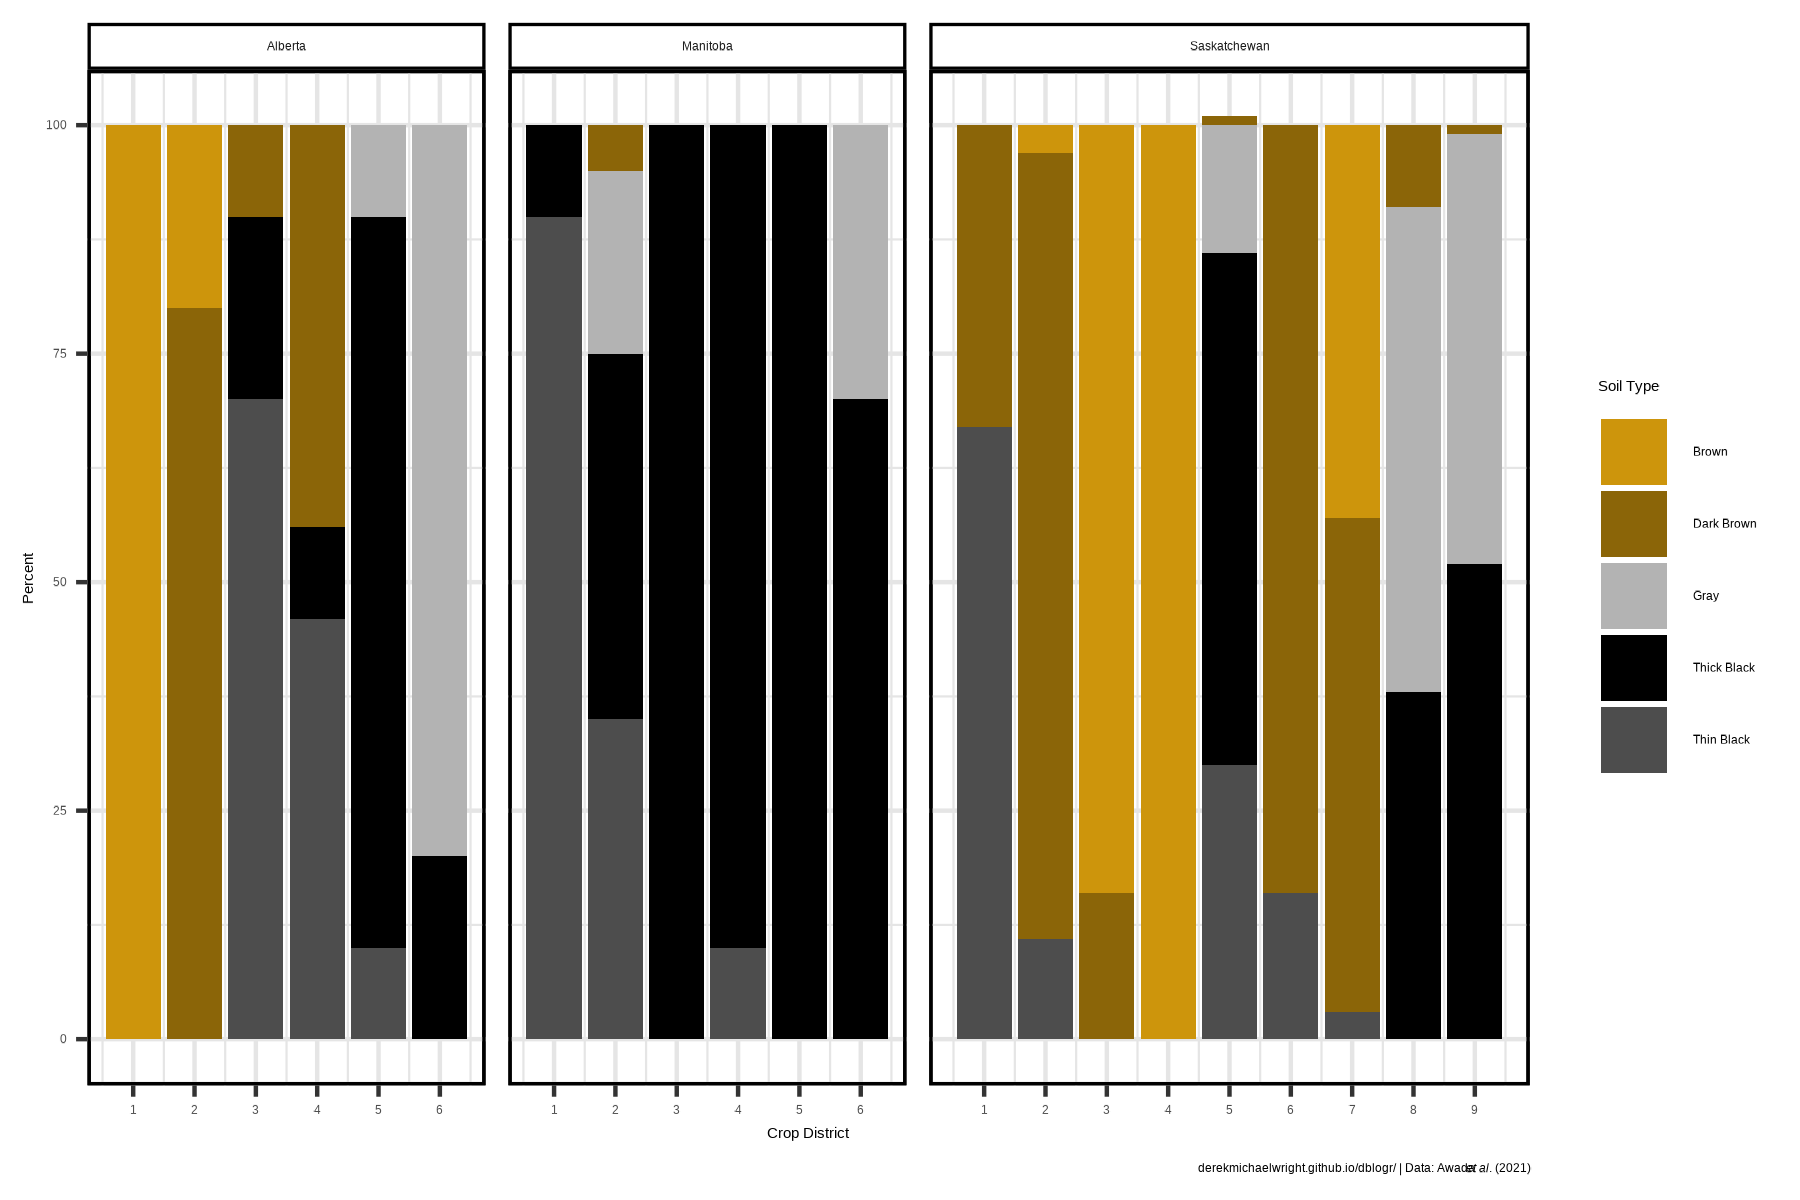 Alberta
Manitoba
Saskatchewan
100
75
50
25
0
Percent
1 2 3 4 5 6
1 2 3 4 5 6
1 2 3 4 5 6 7 8 9
Crop District
Soil Type
Brown
Dark Brown
Gray
Thick Black
Thin Black
derekmichaelwright.github.io/dblogr/ | Data: Awada et al. (2021)